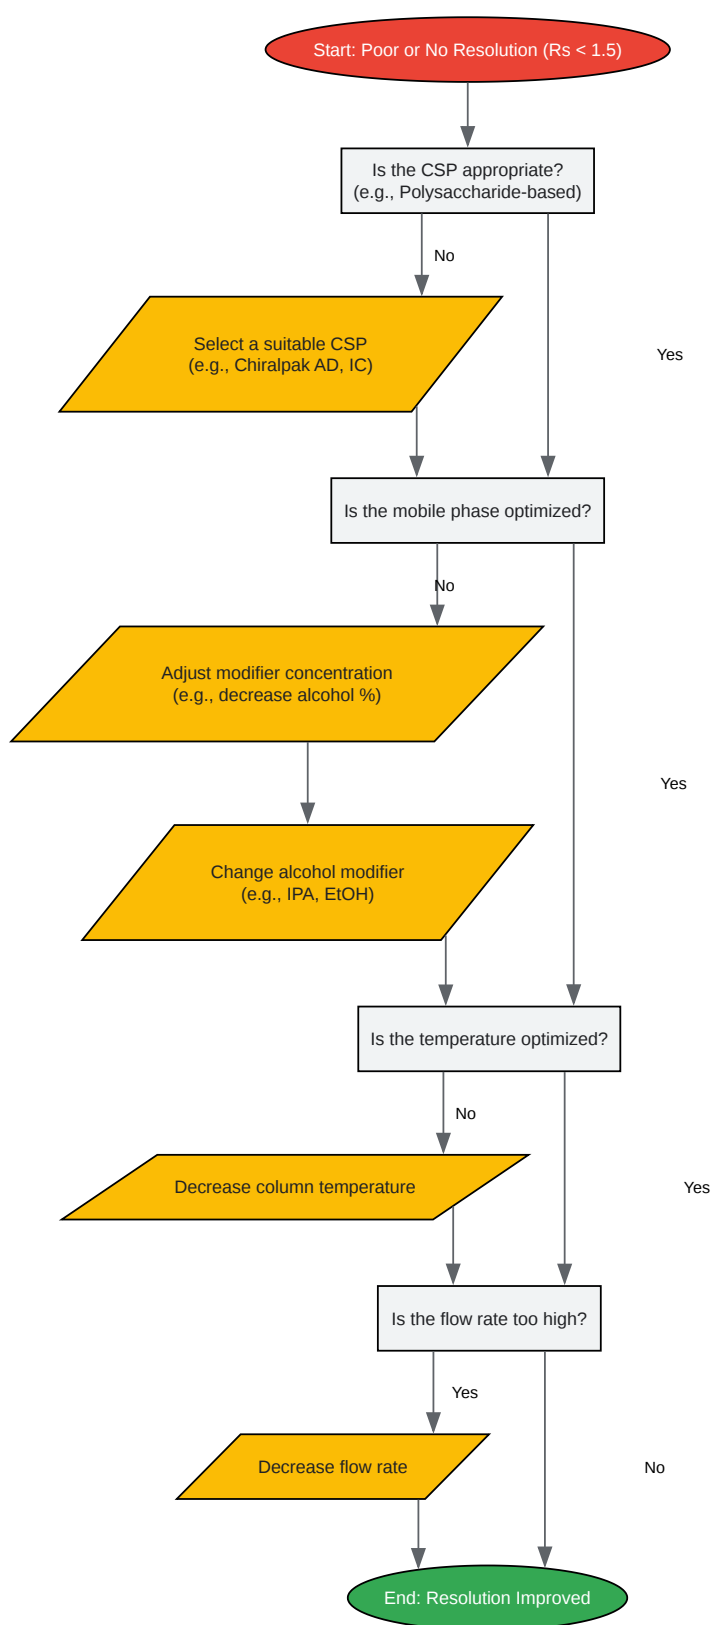 Start: Poor or No Resolution (Rs < 1.5)
Is the CSP appropriate?
(e.g., Polysaccharide-based)
No
Select a suitable CSP
(e.g., Chiralpak AD, IC)
Yes
Is the mobile phase optimized?
No
Adjust modifier concentration
(e.g., decrease alcohol %)
Yes
Change alcohol modifier
(e.g., IPA, EtOH)
Is the temperature optimized?
No
Decrease column temperature
Yes
Is the flow rate too high?
Yes
Decrease flow rate
No
End: Resolution Improved